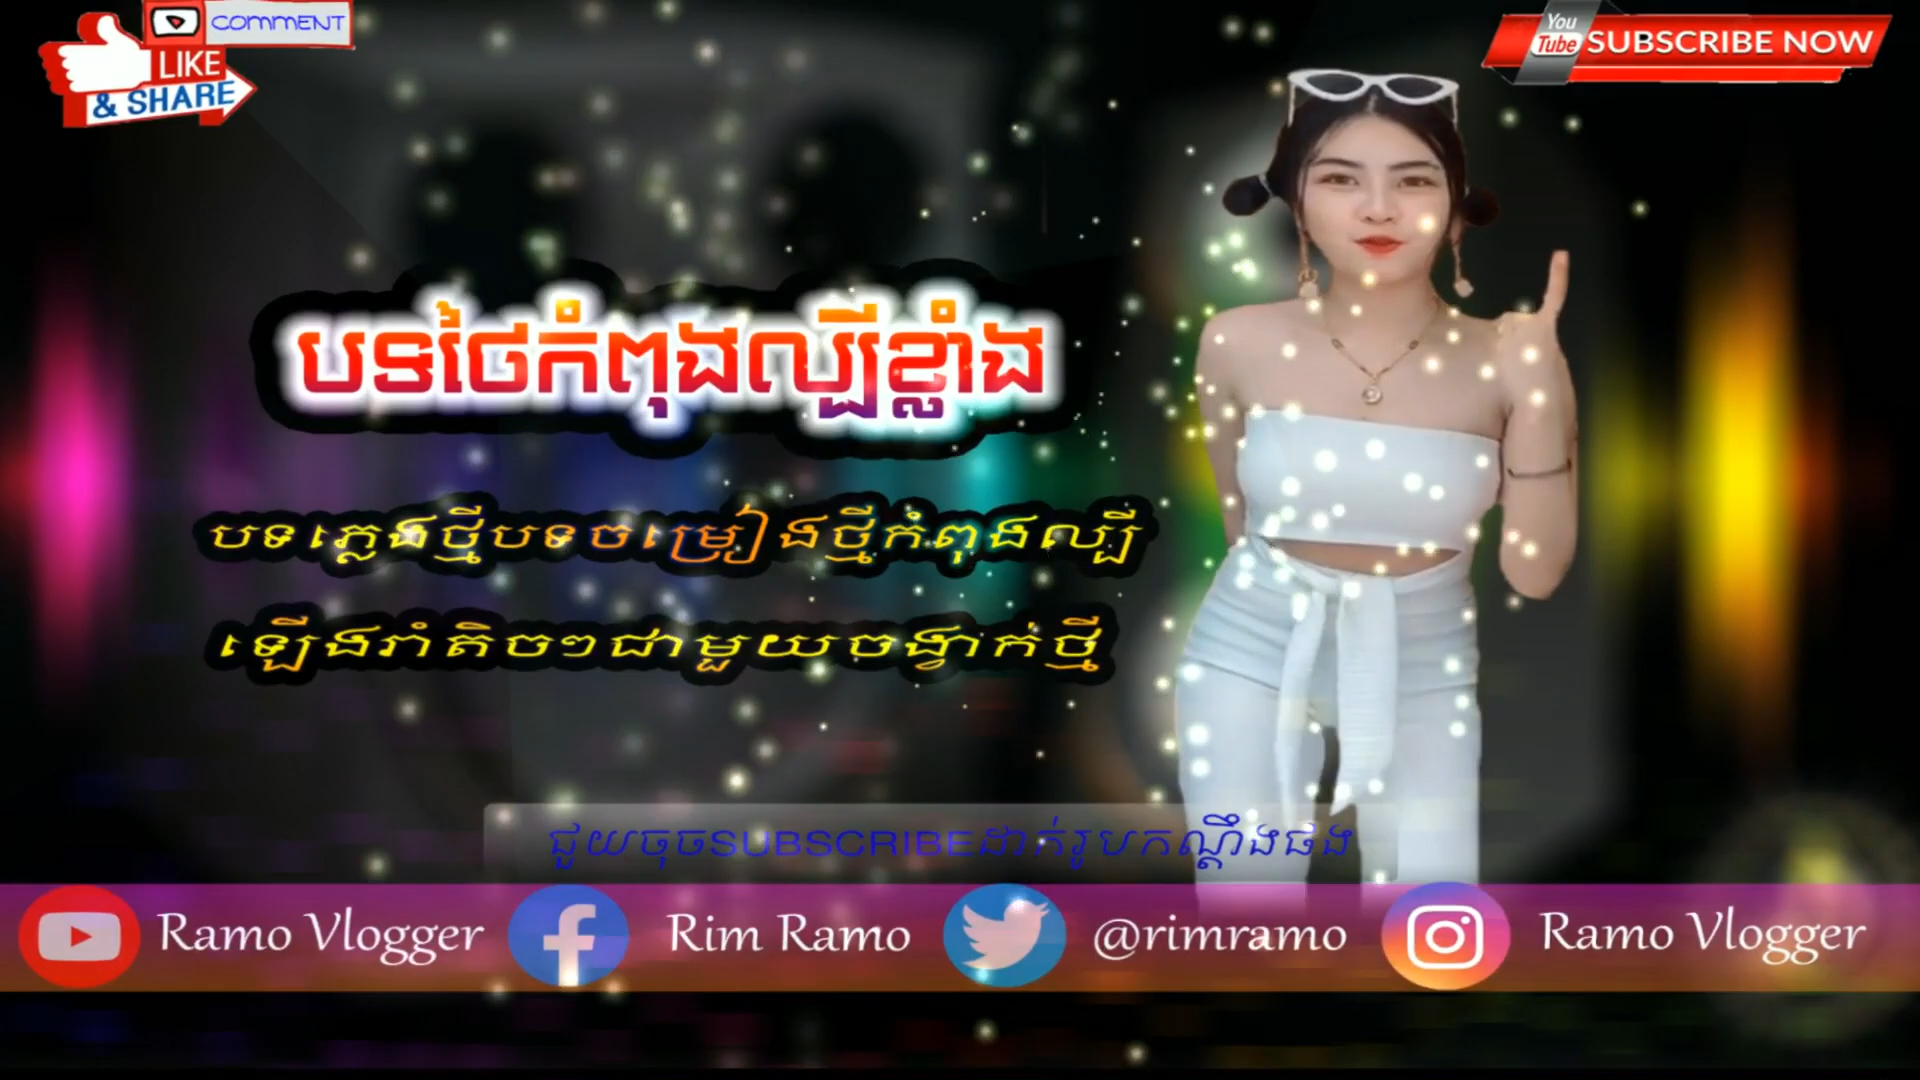 COMMENT
LIKE
& SHARE
You
Tube
SUBSCRIBE NOW
បទថៃកំពុងល្បីខ្លាំង
បទភ្លេងថ្មីបទចម្រៀងថ្មីកំពុងល្បី
ឡើងរាំតិចៗជាមួយចង្វាក់ថ្មី
ជួយចុចSUBSCRIBEដាក់រូបកណ្ដឹងផង
Ramo Vlogger
Rim Ramo
@rimramo
Ramo Vlogger